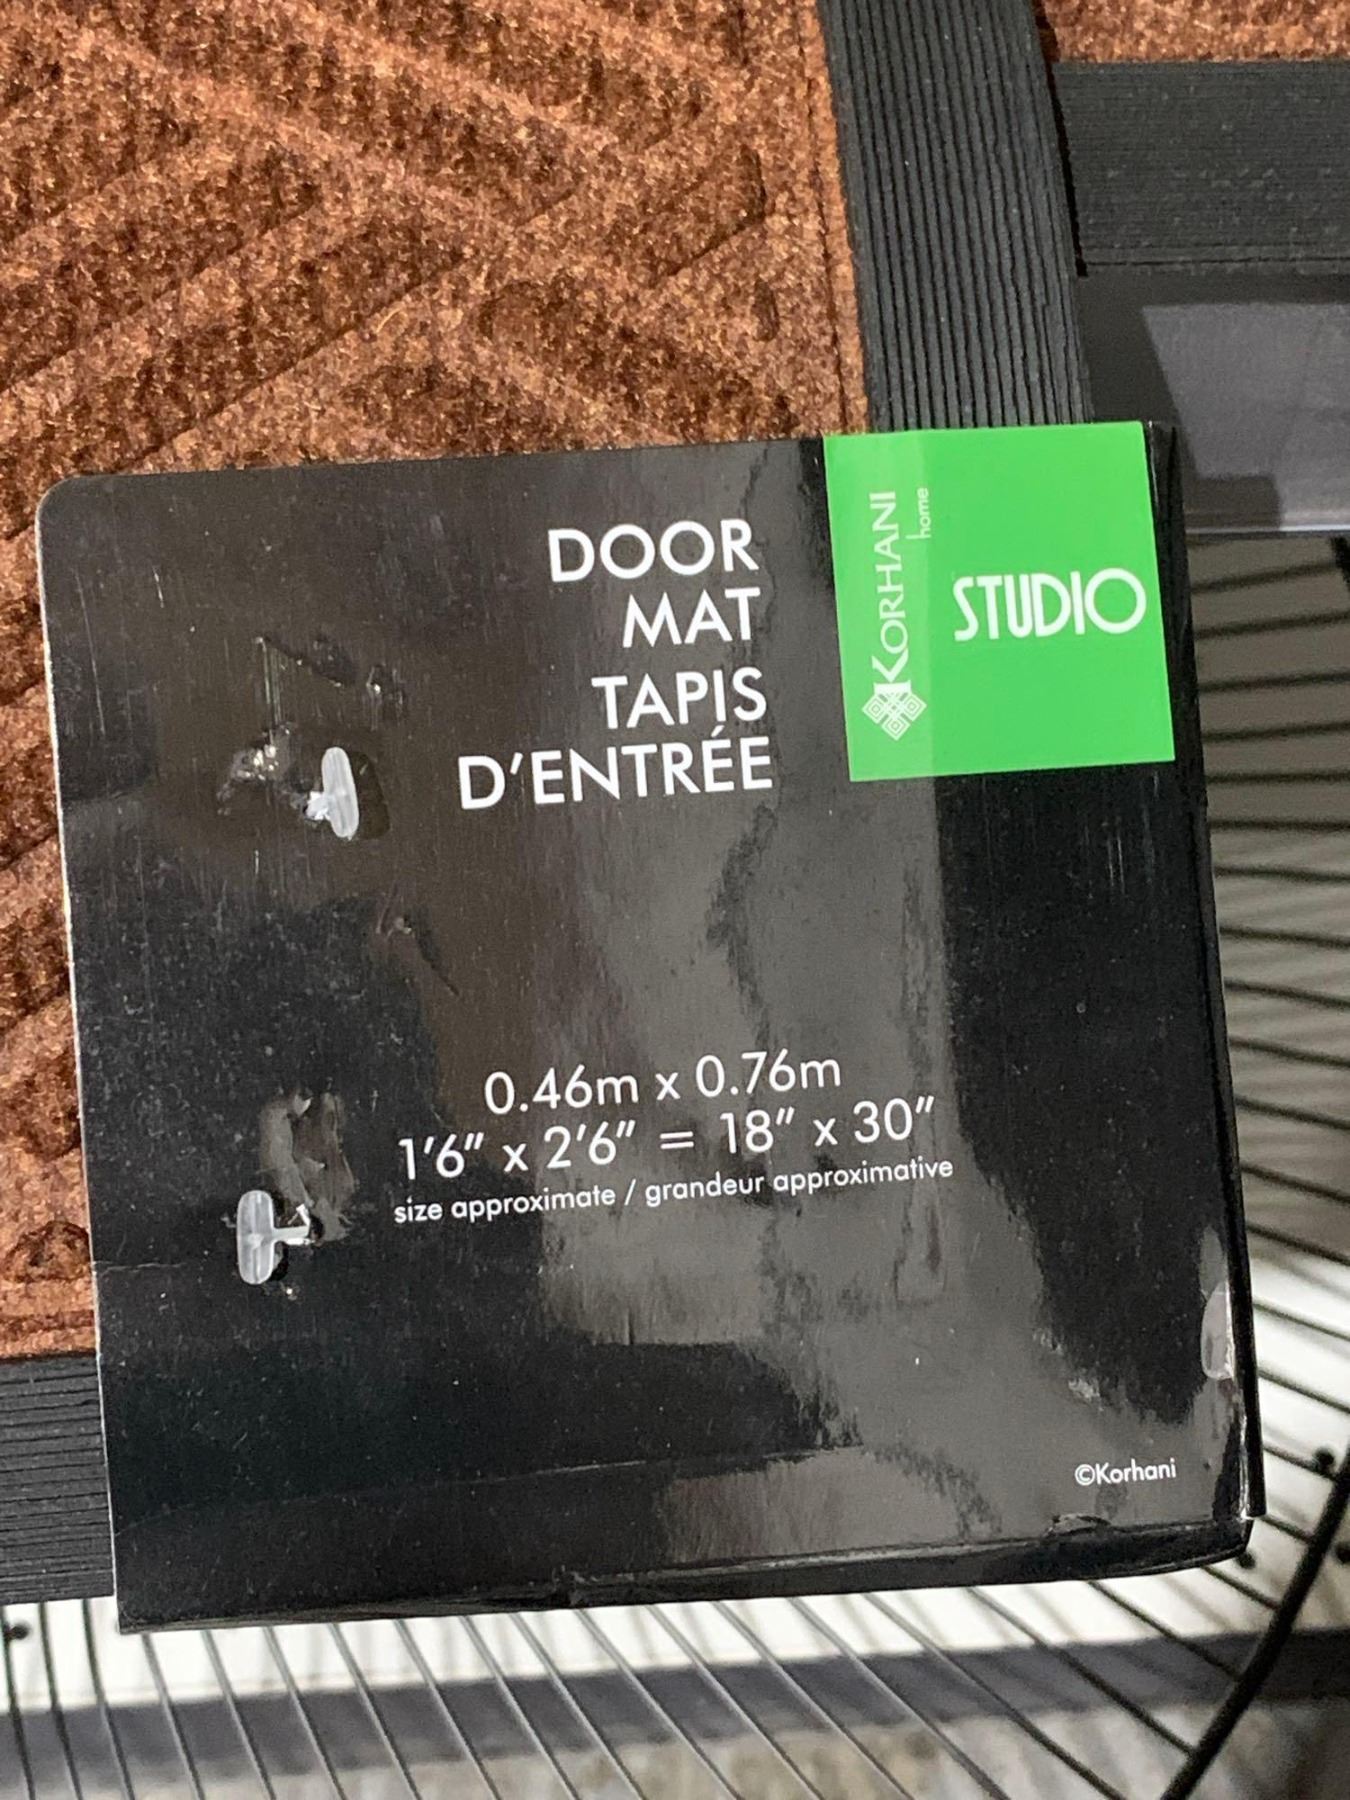 DOOR
MAT
TAPIS
D'ENTRÉE
KORHANI
home
STUDIO
0.46m x 0.76m
1'6" x 2'6" = 18" x 30"
size approximate / grandeur approximative
©Korhani